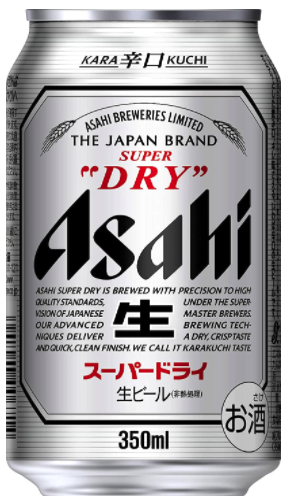 KARA 辛口 KUCHI
ASAHI BREWERIES LIMITED
THE JAPAN BRAND
SUPER
"DRY"
Asahi
ASAHI SUPER DRY IS BREWED WITH PRECISION TO HIGH
QUALITY STANDARDS, UNDER THE SUPER-
VISION OF JAPANESE MASTER BREWERS.
OUR ADVANCED 生 BREWING TECH-
NIQUES DELIVER A DRY, CRISP TASTE
AND QUICK, CLEAN FINISH. WE CALL IT KARAKUCHI TASTE.
スーパードライ
生ビール(非熱処理)
さけ
お酒
350ml